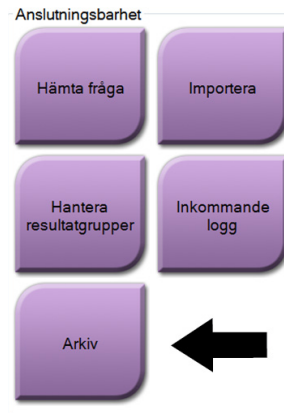 Anslutningsbarhet
Hämta fråga
Importera
Hantera
resultatgrupper
Inkommande
logg
Arkiv